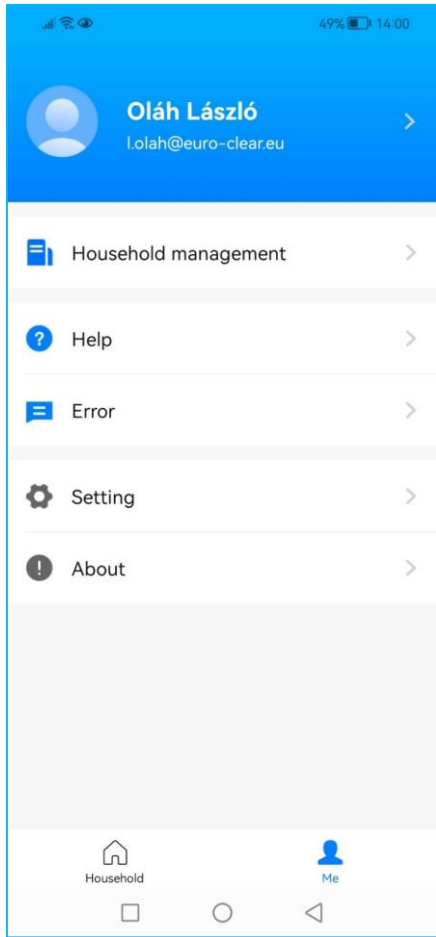 49% 14:00
Oláh László
l.olah@euro-clear.eu
Household management
Help
Error
Setting
About
Household
Me